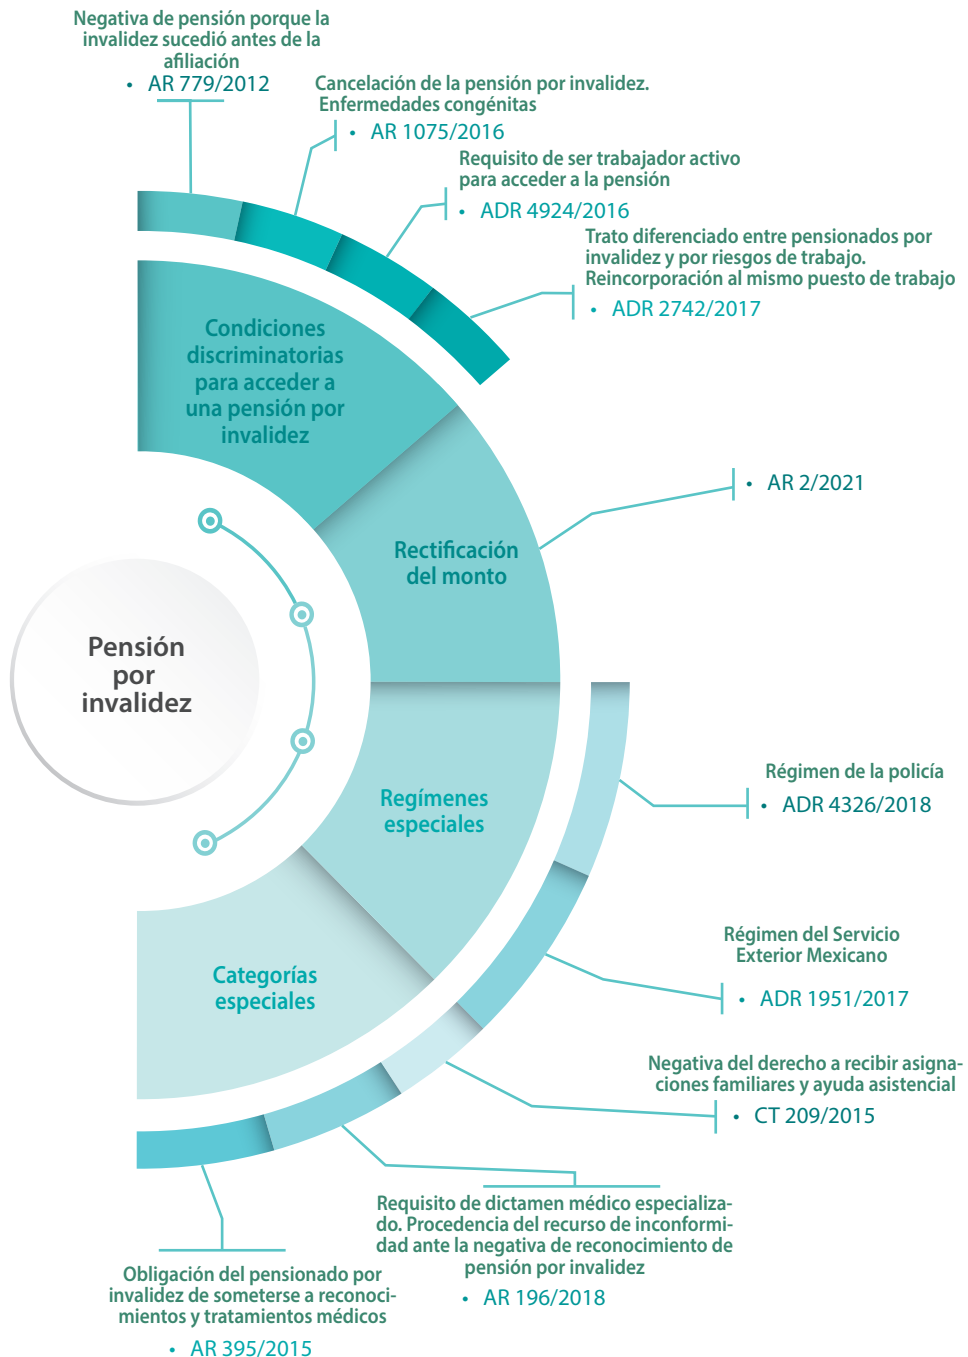 Negativa de pensión porque la
invalidez sucedió antes de la
afiliación
• AR 779/2012
Cancelación de la pensión por invalidez.
Enfermedades congénitas
• AR 1075/2016
Requisito de ser trabajador activo
para acceder a la pensión
• ADR 4924/2016
Trato diferenciado entre pensionados por
invalidez y por riesgos de trabajo.
Reincorporación al mismo puesto de trabajo
• ADR 2742/2017
Condiciones
discriminatorias
para acceder a
una pensión por
invalidez
• AR 2/2021
Rectificación
del monto
Pensión
por
invalidez
Regímenes
especiales
Régimen de la policía
• ADR 4326/2018
Régimen del Servicio
Exterior Mexicano
• ADR 1951/2017
Categorías
especiales
Negativa del derecho a recibir asigna-
ciones familiares y ayuda asistencial
• CT 209/2015
Requisito de dictamen médico especializa-
do. Procedencia del recurso de inconformi-
dad ante la negativa de reconocimiento de
pensión por invalidez
• AR 196/2018
Obligación del pensionado por
invalidez de someterse a reconoci-
mientos y tratamientos médicos
• AR 395/2015